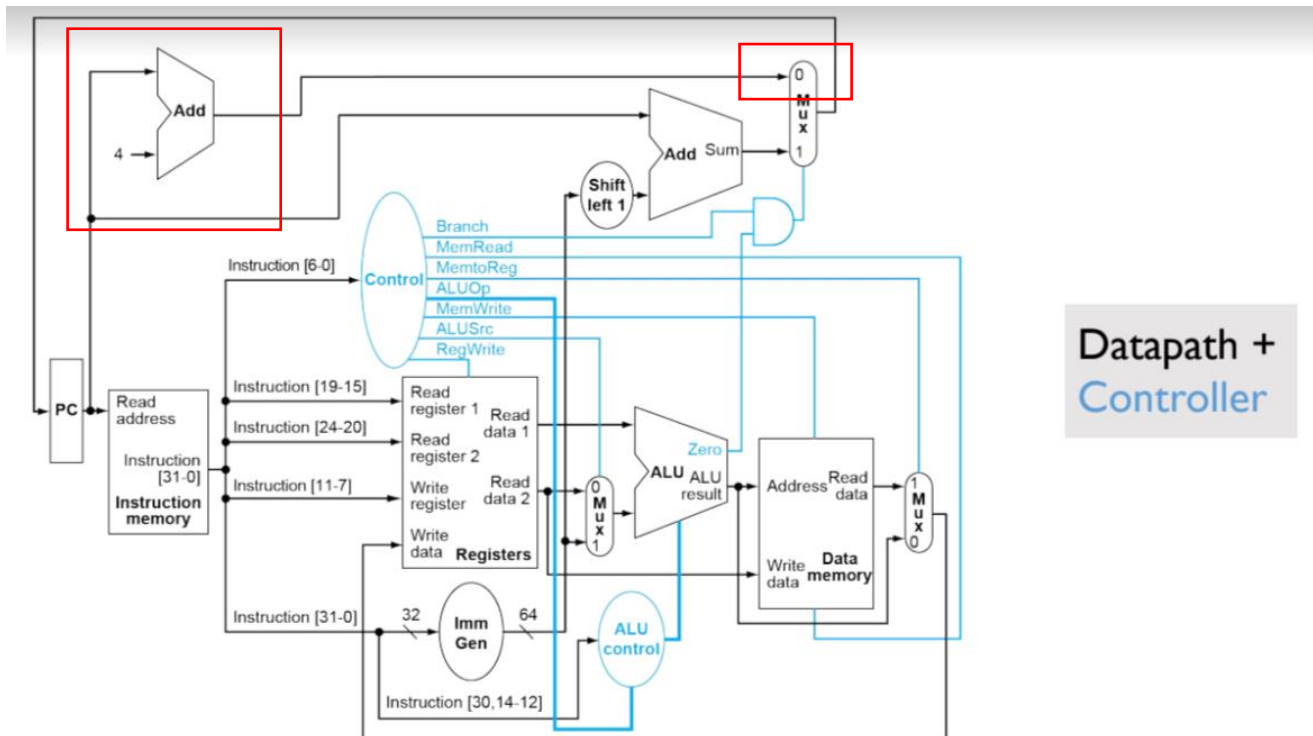 Add
4
0
Mux
1
Add Sum
Shift
left 1
Branch
MemRead
MemtoReg
ALUOp
MemWrite
ALUSrc
RegWrite
Control
Instruction [6-0]
PC
Read
address
Instruction
[31-0]
Instruction
memory
Instruction [19-15]
Instruction [24-20]
Instruction [11-7]
Instruction [31-0]
Read
register 1
Read
register 2
Write
register
Write
data
Read
data 1
Read
data 2
Registers
0
Mux
1
Zero
ALU
ALU
result
Address
Read
data
Write
data
Data
memory
1
Mux
0
32
Imm
Gen
64
ALU
control
Instruction [30,14-12]
Datapath +
Controller